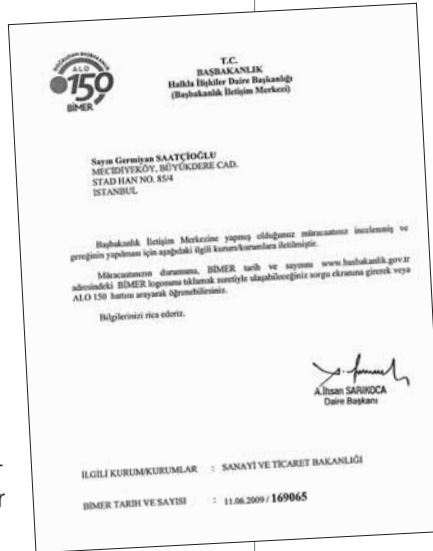 DOĞRUDAN BAŞBAKANLIK
ALO
150
BİMER
T.C.
BAŞBAKANLIK
Halkla İlişkiler Daire Başkanlığı
(Başbakanlık İletişim Merkezi)
Sayın Germiyan SAATÇİOĞLU
MECİDİYEKÖY, BÜYÜKDERE CAD.
STAD HAN NO. 85/4
İSTANBUL
Başbakanlık İletişim Merkezine yapmış olduğunuz müracaatınız incelenmiş ve
gereğinin yapılması için aşağıdaki ilgili kurum/kurumlara iletilmiştir.
Müracaatınızın durumunu, BİMER tarih ve sayısını www.basbakanlik.gov.tr
adresindeki BİMER logosuna tıklamak suretiyle ulaşabileceğiniz sorgu ekranına girerek veya
ALO 150 hattını arayarak öğrenebilirsiniz.
Bilgilerinizi rica ederiz.
A.İhsan SARIKOCA
Daire Başkanı
İLGİLİ KURUM/KURUMLAR : SANAYİ VE TİCARET BAKANLIĞI
BİMER TARİH VE SAYISI : 11.06.2009 / 169065
-
r